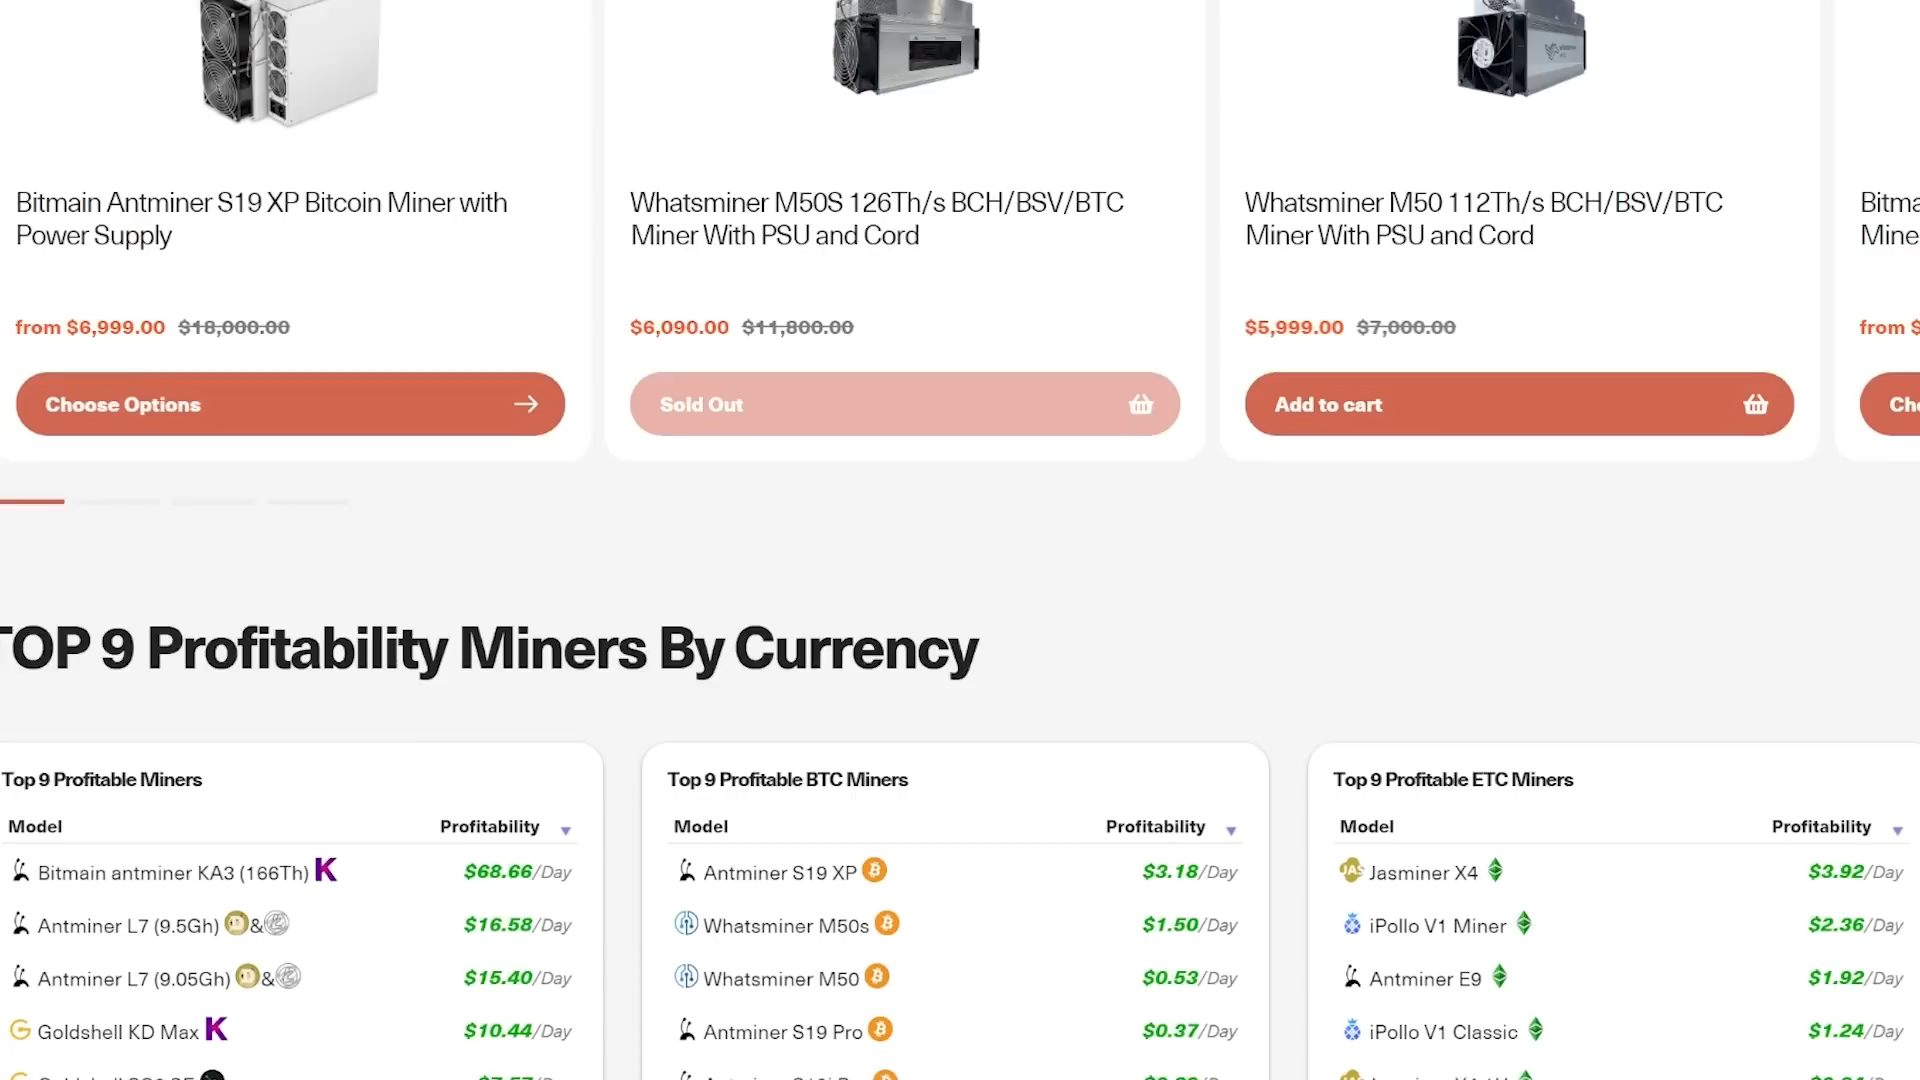 Bitmain Antminer S19 XP Bitcoin Miner with
Power Supply
from $6,999.00 $18,000.00
Choose Options
Whatsminer M50S 126Th/s BCH/BSV/BTC
Miner With PSU and Cord
$6,090.00 $11,800.00
Sold Out
Whatsminer M50 112Th/s BCH/BSV/BTC
Miner With PSU and Cord
$5,999.00 $7,000.00
Add to cart
from $
TOP 9 Profitability Miners By Currency
Top 9 Profitable Miners
Model Profitability
Bitmain antminer KA3 (166Th) K $68.66/Day
Antminer L7 (9.5Gh) & $16.58/Day
Antminer L7 (9.05Gh) & $15.40/Day
Goldshell KD Max K $10.44/Day
Top 9 Profitable BTC Miners
Model Profitability
Antminer S19 XP $3.18/Day
Whatsminer M50s $1.50/Day
Whatsminer M50 $0.53/Day
Antminer S19 Pro $0.37/Day
Top 9 Profitable ETC Miners
Model Profitability
JAS Jasminer X4 $3.92/Day
iPollo V1 Miner $2.36/Day
Antminer E9 $1.92/Day
iPollo V1 Classic $1.24/Day